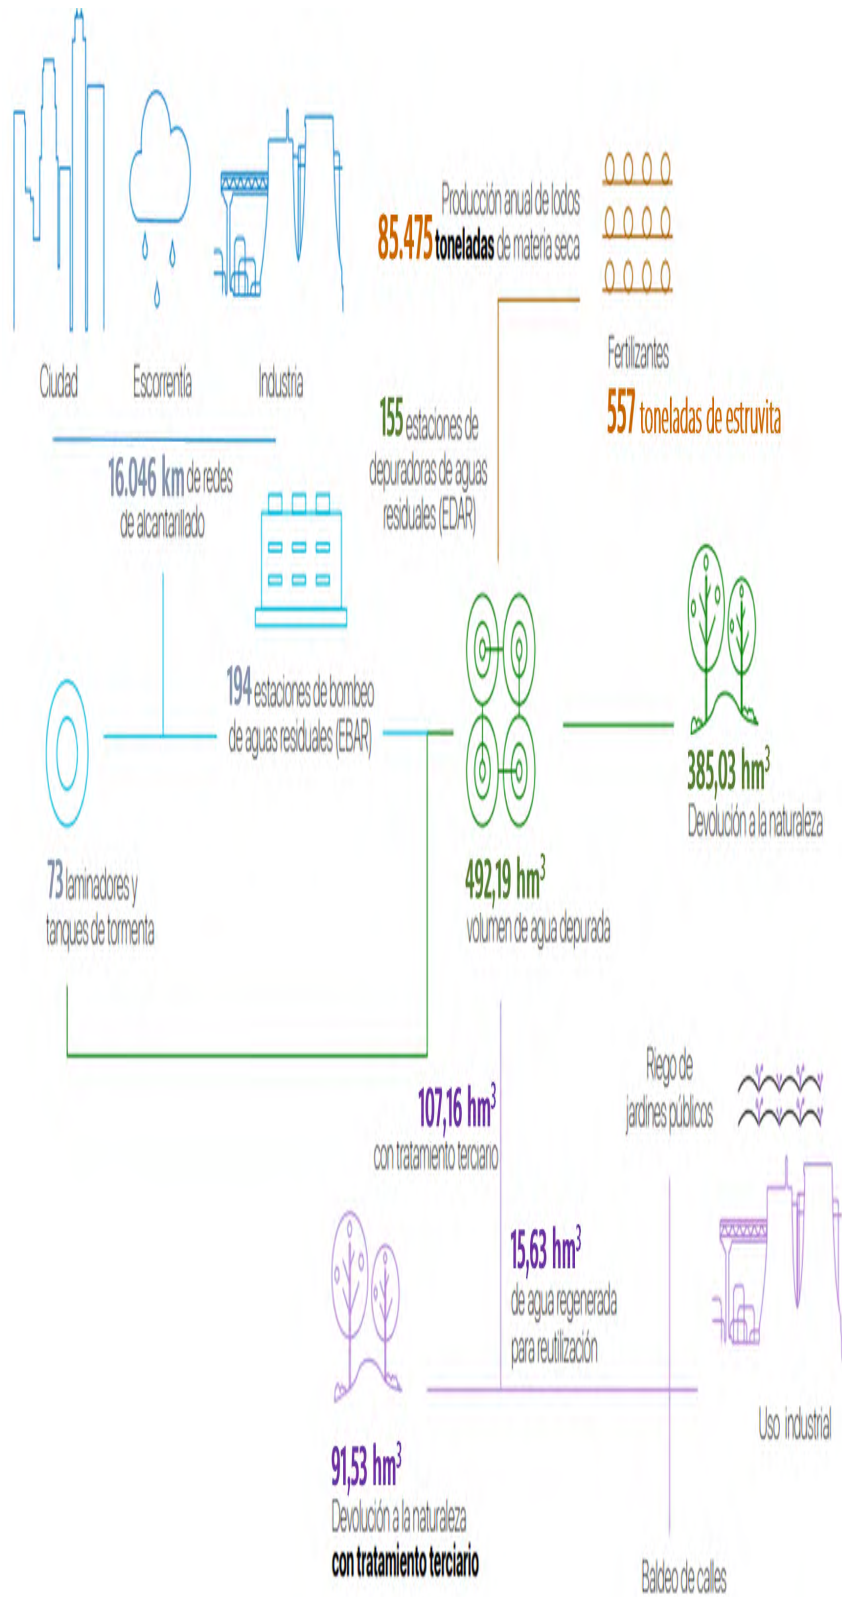 Ciudad
Escorrentía
Industria
16.046 km de redes
de alcantarillado
Producción anual de lodos
85.475 toneladas de materia seca
Fertilizantes
557 toneladas de estruvita
155 estaciones de
depuradoras de aguas
residuales (EDAR)
194 estaciones de bombeo
de aguas residuales (EBAR)
73 laminadores y
tanques de tormenta
492,19 hm³
volumen de agua depurada
385,03 hm³
Devolución a la naturaleza
107,16 hm³
con tratamiento terciario
Riego de
jardines públicos
15,63 hm³
de agua regenerada
para reutilización
Uso industrial
91,53 hm³
Devolución a la naturaleza
con tratamiento terciario
Baldeo de calles